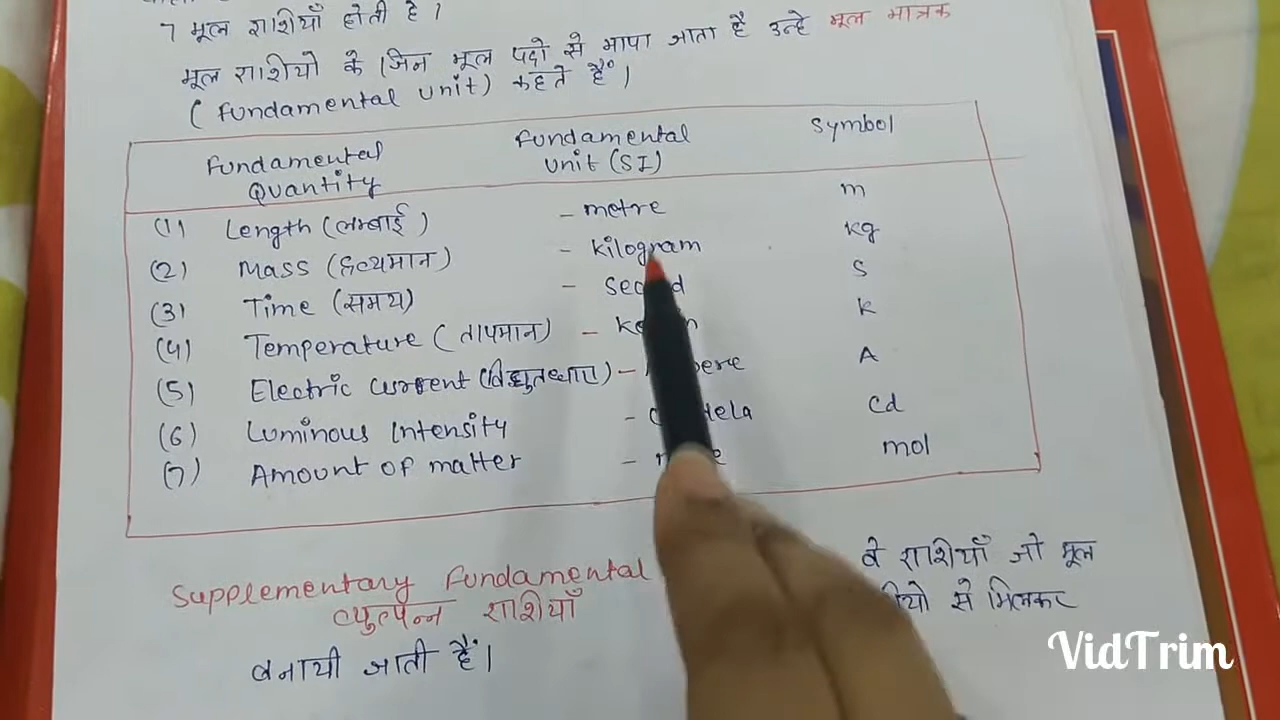 7 मूल राशियाँ होती है।
मूल राशियो के जिन मूल पदो से मापा जाता है उन्हे मूल मात्रक
(Fundamental Unit) कहते हैं।
Fundamental Quantity Fundamental Unit (SI) Symbol
(1) Length (लम्बाई) - metre m
(2) Mass (द्रव्यमान) - kilogram kg
(3) Time (समय) - s
(4) Temperature (तापमान) - k
(5) Electric Current - A
(6) Luminous Intensity - Cd
(7) Amount of matter - mol
Supplementary Fundamental वे राशियाँ जो मूल
व्युत्पन्न राशियाँ से मिलकर
बनायी जाती हैं।
VidTrim